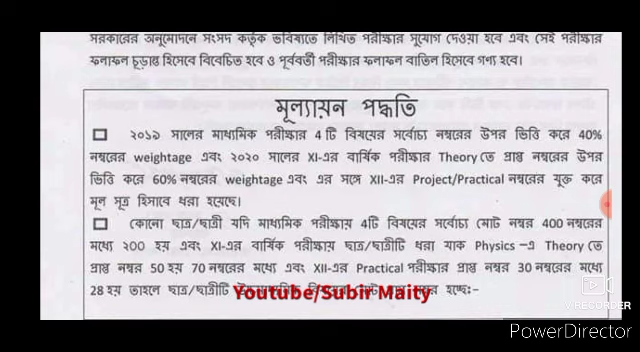 সরকারের অনুমোদনে সংসদ কর্তৃক ভবিষ্যতে লিখিত পরীক্ষার সুযোগ দেওয়া হবে এবং সেই পরীক্ষার
ফলাফল চূড়ান্ত হিসেবে বিবেচিত হবে ও পূর্ববর্তী পরীক্ষার ফলাফল বাতিল হিসেবে গণ্য হবে।
মূল্যায়ন পদ্ধতি
২০১৯ সালের মাধ্যমিক পরীক্ষার 4 টি বিষয়ের সর্বোচ্চ নম্বরের উপর ভিত্তি করে 40%
নম্বরের weightage এবং ২০২০ সালের XI-এর বার্ষিক পরীক্ষার Theory তে প্রাপ্ত নম্বরের উপর
ভিত্তি করে 60% নম্বরের weightage এবং এর সঙ্গে XII-এর Project/Practical নম্বরের যুক্ত করে
মূল সূত্র হিসাবে ধরা হয়েছে।
কোনো ছাত্র/ছাত্রী যদি মাধ্যমিক পরীক্ষায় 4টি বিষয়ের সর্বোচ্চ মোট নম্বর 400 নম্বরের
মধ্যে ২00 হয় এবং XI-এর বার্ষিক পরীক্ষায় ছাত্র/ছাত্রীটি ধরা যাক Physics –এ Theory তে
প্রাপ্ত নম্বর 50 হয় 70 নম্বরের মধ্যে এবং XII-এর Practical পরীক্ষার প্রাপ্ত নম্বর 30 নম্বরের মধ্যে
28 হয় তাহলে ছাত্র/ছাত্রীটি হচ্ছে:-
Youtube/Subir Maity
RECORDER
PowerDirector